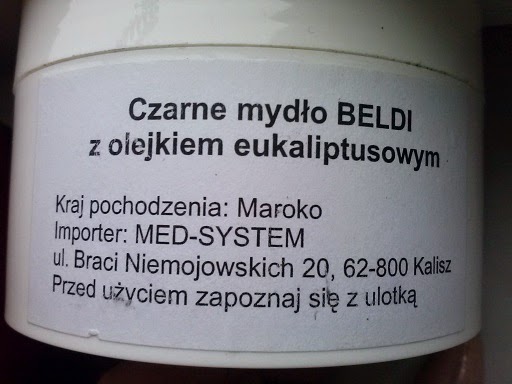 Czarne mydło BELDI
z olejkiem eukaliptusowym
Kraj pochodzenia: Maroko
Importer: MED-SYSTEM
ul. Braci Niemojowskich 20, 62-800 Kalisz
Przed użyciem zapoznaj się z ulotką